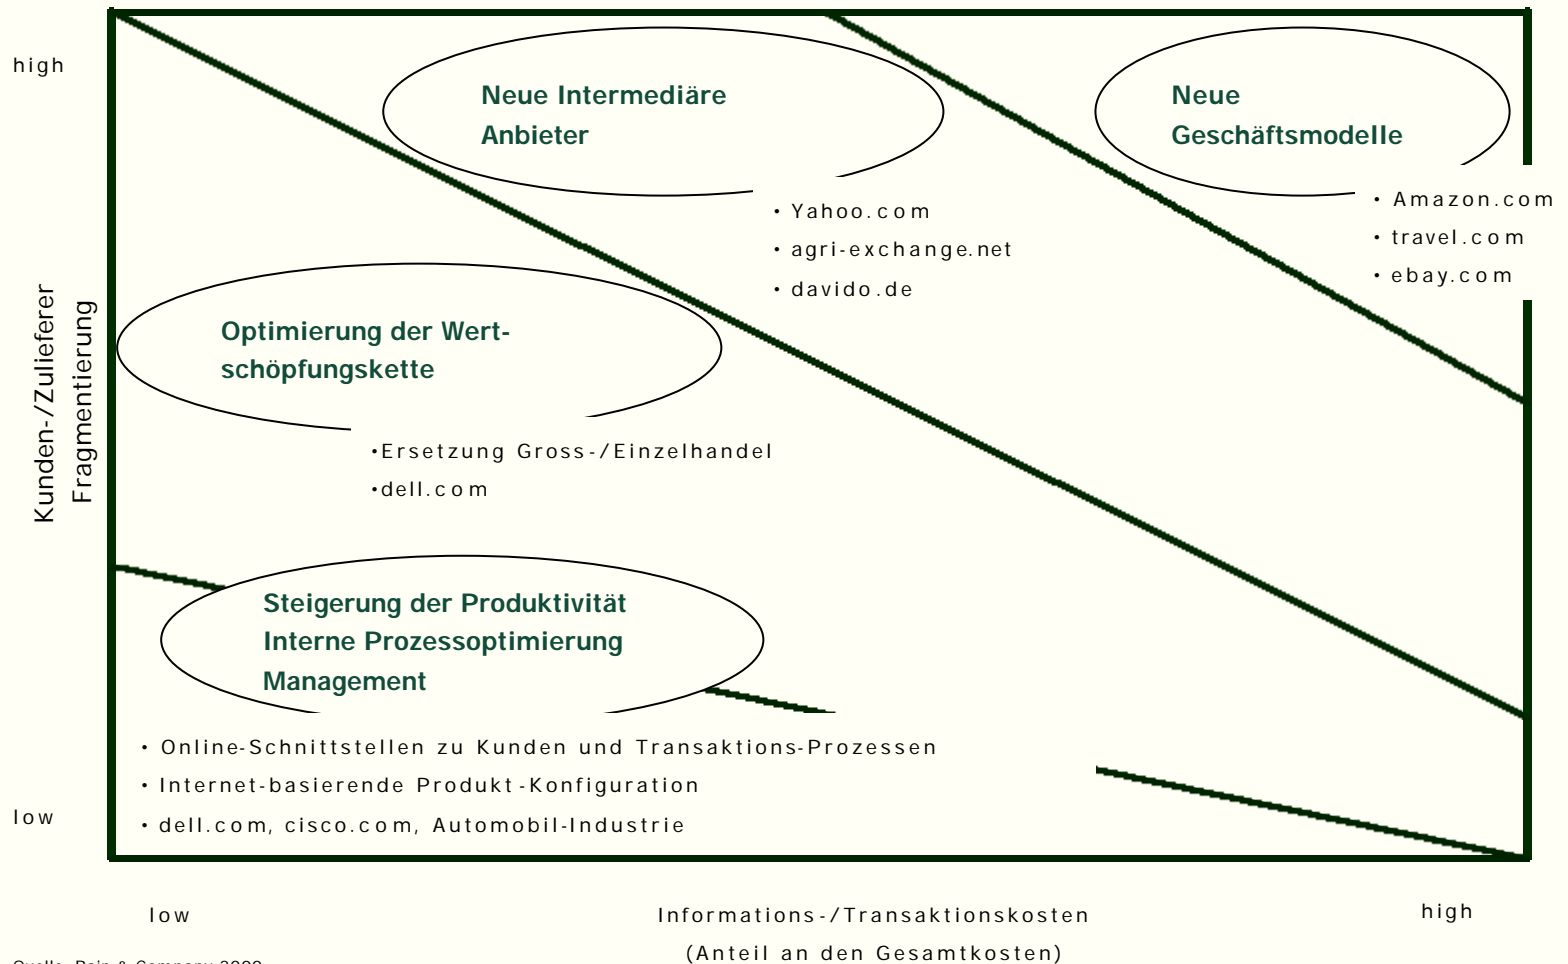 high
Neue Intermediäre
Anbieter
Neue
Geschäftsmodelle
• Yahoo.com
• agri-exchange.net
• davido.de
• Amazon.com
• travel.com
• ebay.com
Kunden-/Zulieferer
Fragmentierung
Optimierung der Wert-
schöpfungskette
•Ersetzung Gross-/Einzelhandel
•dell.com
Steigerung der Produktivität
Interne Prozessoptimierung
Management
• Online-Schnittstellen zu Kunden und Transaktions-Prozessen
• Internet-basierende Produkt-Konfiguration
• dell.com, cisco.com, Automobil-Industrie
low
low
Informations-/Transaktionskosten
high
(Anteil an den Gesamtkosten)
Quelle: Bain & Company